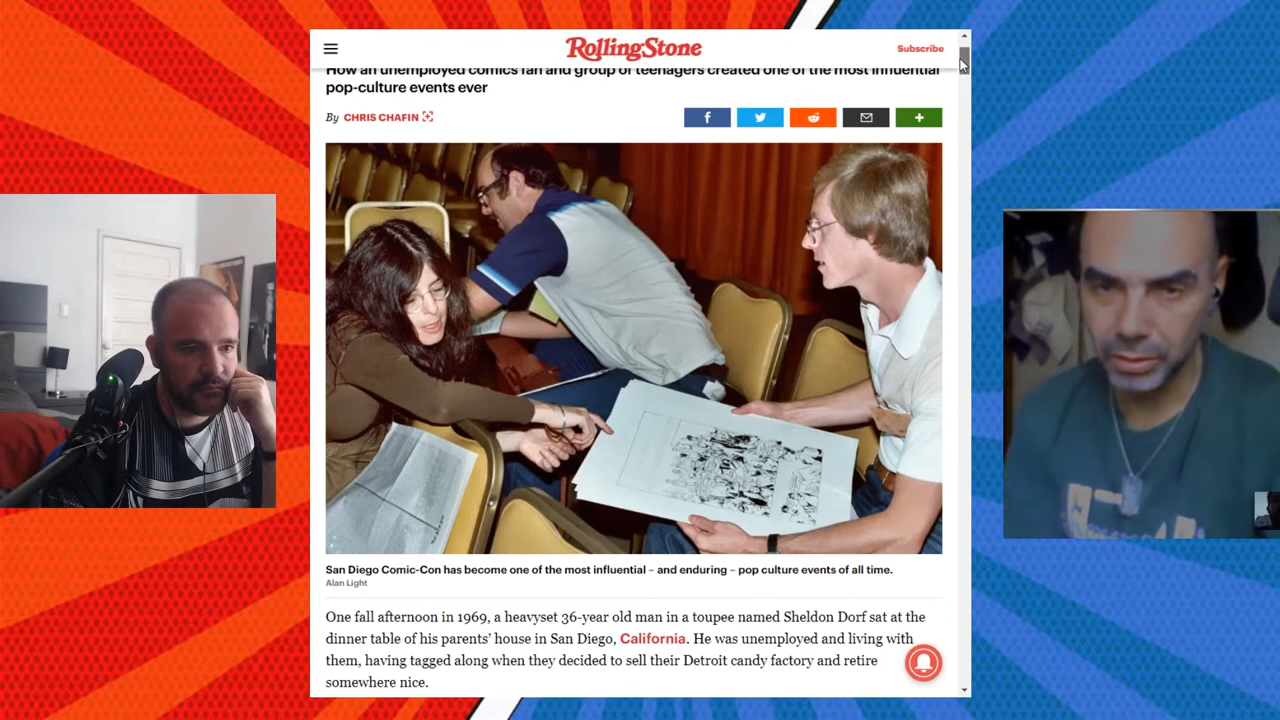 RollingStone
Subscribe
How an unemployed comics fan and group of teenagers created one of the most influential
pop-culture events ever
By CHRIS CHAFIN
San Diego Comic-Con has become one of the most influential – and enduring – pop culture events of all time.
Alan Light
One fall afternoon in 1969, a heavyset 36-year old man in a toupee named Sheldon Dorf sat at the
dinner table of his parents’ house in San Diego, California. He was unemployed and living with
them, having tagged along when they decided to sell their Detroit candy factory and retire
somewhere nice.